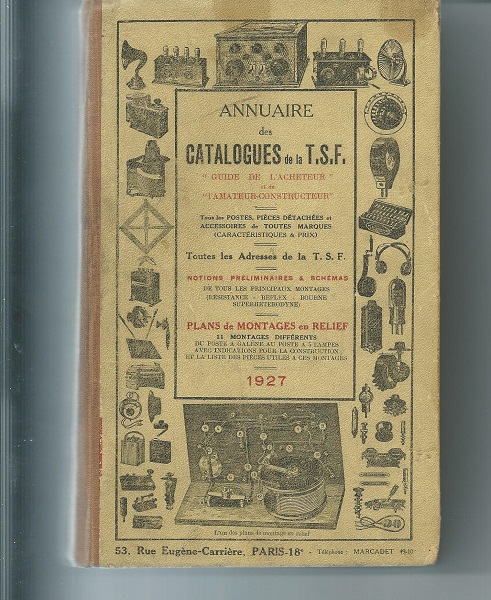 ANNUAIRE
des
CATALOGUES de la T.S.F.
" GUIDE DE L'ACHETEUR "
et de
"L'AMATEUR-CONSTRUCTEUR"
Tous les POSTES, PIÈCES DÉTACHÉES et
ACCESSOIRES de TOUTES MARQUES
(CARACTÉRISTIQUES & PRIX)
Toutes les Adresses de la T. S. F.
NOTIONS PRÉLIMINAIRES & SCHÉMAS
DE TOUS LES PRINCIPAUX MONTAGES
(RÉSISTANCE - REFLEX - BOURNE
SUPERHÉTÉRODYNE)
PLANS de MONTAGES en RELIEF
11 MONTAGES DIFFÉRENTS
DU POSTE A GALÈNE AU POSTE A 5 LAMPES
AVEC INDICATIONS POUR LA CONSTRUCTION
ET LA LISTE DES PIÈCES UTILES A CES MONTAGES
1927
L'un des plans de montage en relief
53, Rue Eugène-Carrière, PARIS-18e - Téléphone : MARCADET